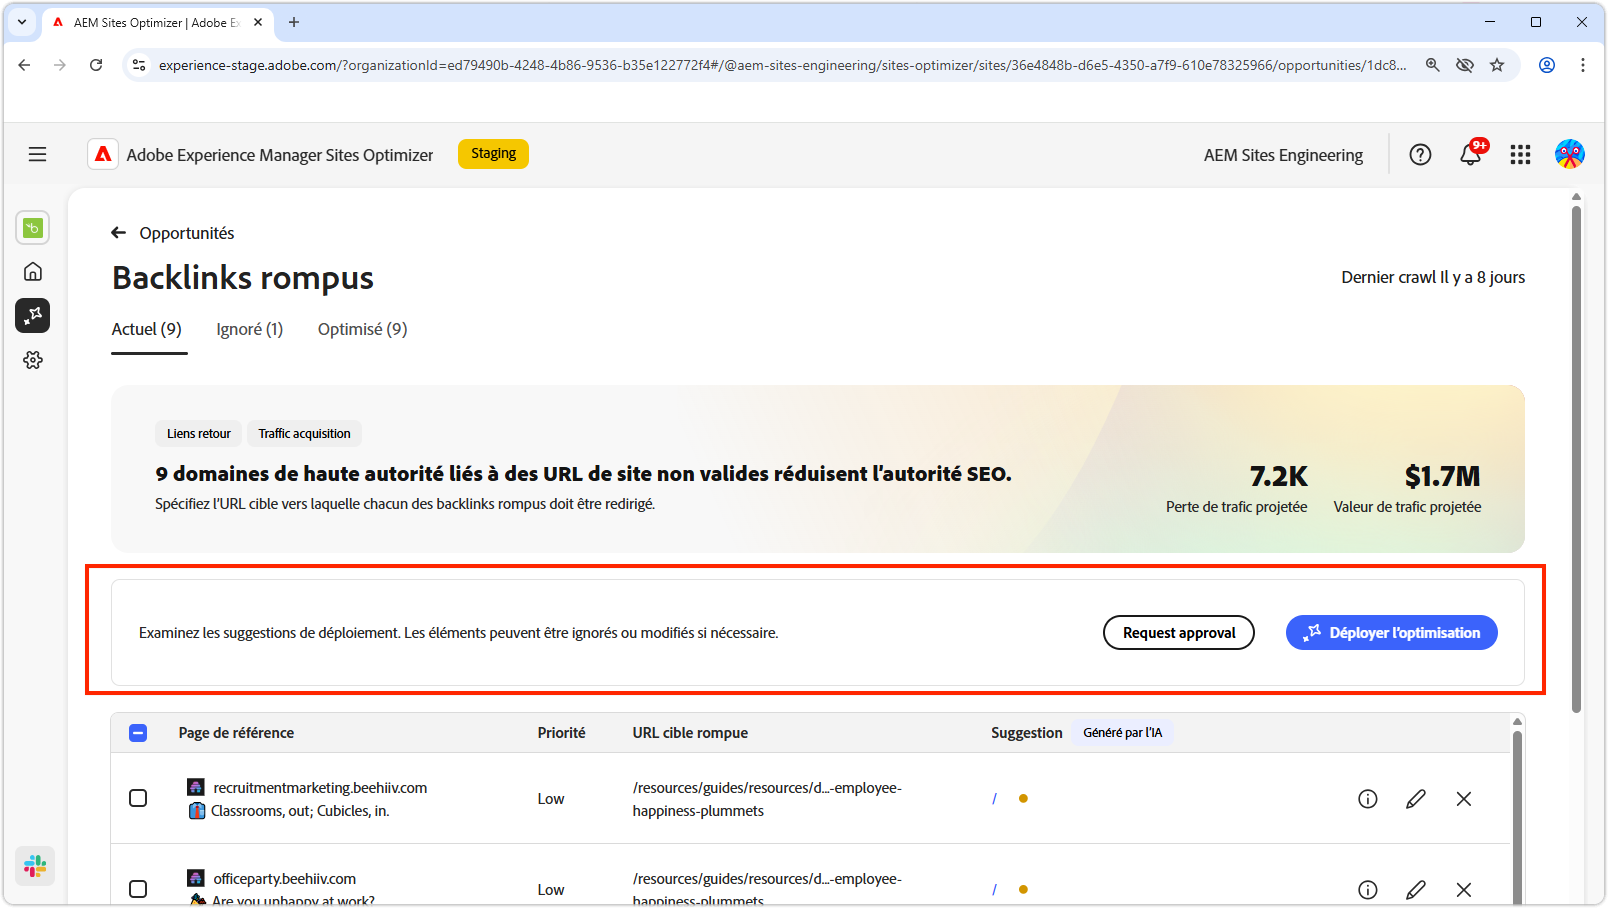 AEM Sites Optimizer | Adobe Ex
experience-stage.adobe.com/?organizationId=ed79490b-4248-4b86-9536-b35e122772f4#/@aem-sites-engineering/sites-optimizer/sites/36e4848b-d6e5-4350-a7f9-610e78325966/opportunities/1dc8...
Adobe Experience Manager Sites Optimizer
Staging
AEM Sites Engineering
9+
Opportunités
Backlinks rompus
Dernier crawl Il y a 8 jours
Actuel (9)
Ignoré (1)
Optimisé (9)
Liens retour
Traffic acquisition
9 domaines de haute autorité liés à des URL de site non valides réduisent l'autorité SEO.
Spécifiez l'URL cible vers laquelle chacun des backlinks rompus doit être redirigé.
7.2K
Perte de trafic projetée
$1.7M
Valeur de trafic projetée
Examinez les suggestions de déploiement. Les éléments peuvent être ignorés ou modifiés si nécessaire.
Request approval
Déployer l'optimisation
Page de référence
Priorité
URL cible rompue
Suggestion
Généré par l'IA
recruitmentmarketing.beehiiv.com
Classrooms, out; Cubicles, in.
Low
/resources/guides/resources/d...-employee-
happiness-plummets
/
officeparty.beehiiv.com
Are you unhappy at work?
Low
/resources/guides/resources/d...-employee-
happiness-plummets
/